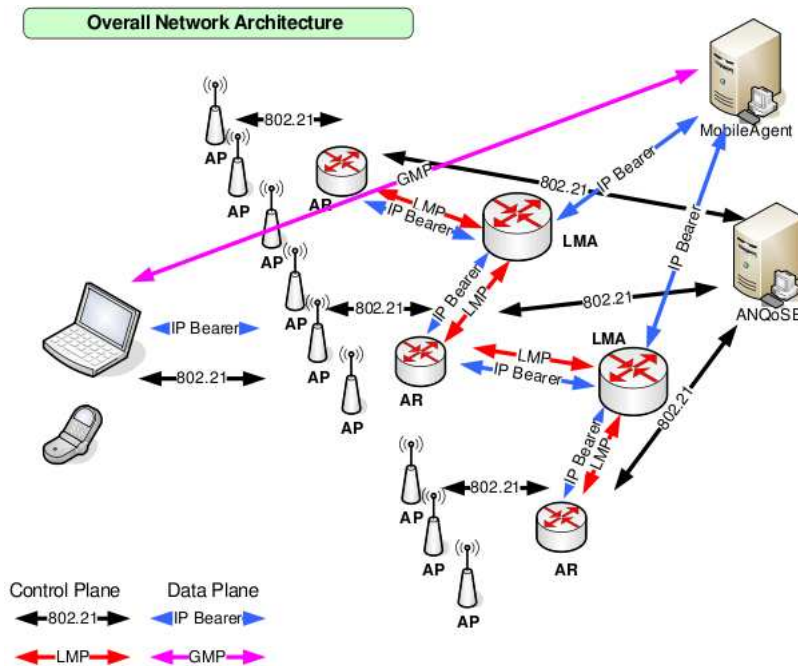 Overall Network Architecture
802.21
AP
MobileAgent
AP
AR
GMP
802.21
IP Bearer
LMP
IP Bearer
LMA
AP
IP Bearer
IP Bearer
LMP
802.21
ANQoSB
AP
802.21
IP Bearer
LMA
AP
LMP
IP Bearer
802.21
AR
AP
802.21
IP Bearer
LMP
AP
802.21
AP
AR
AP
Control Plane
Data Plane
802.21
IP Bearer
LMP
GMP